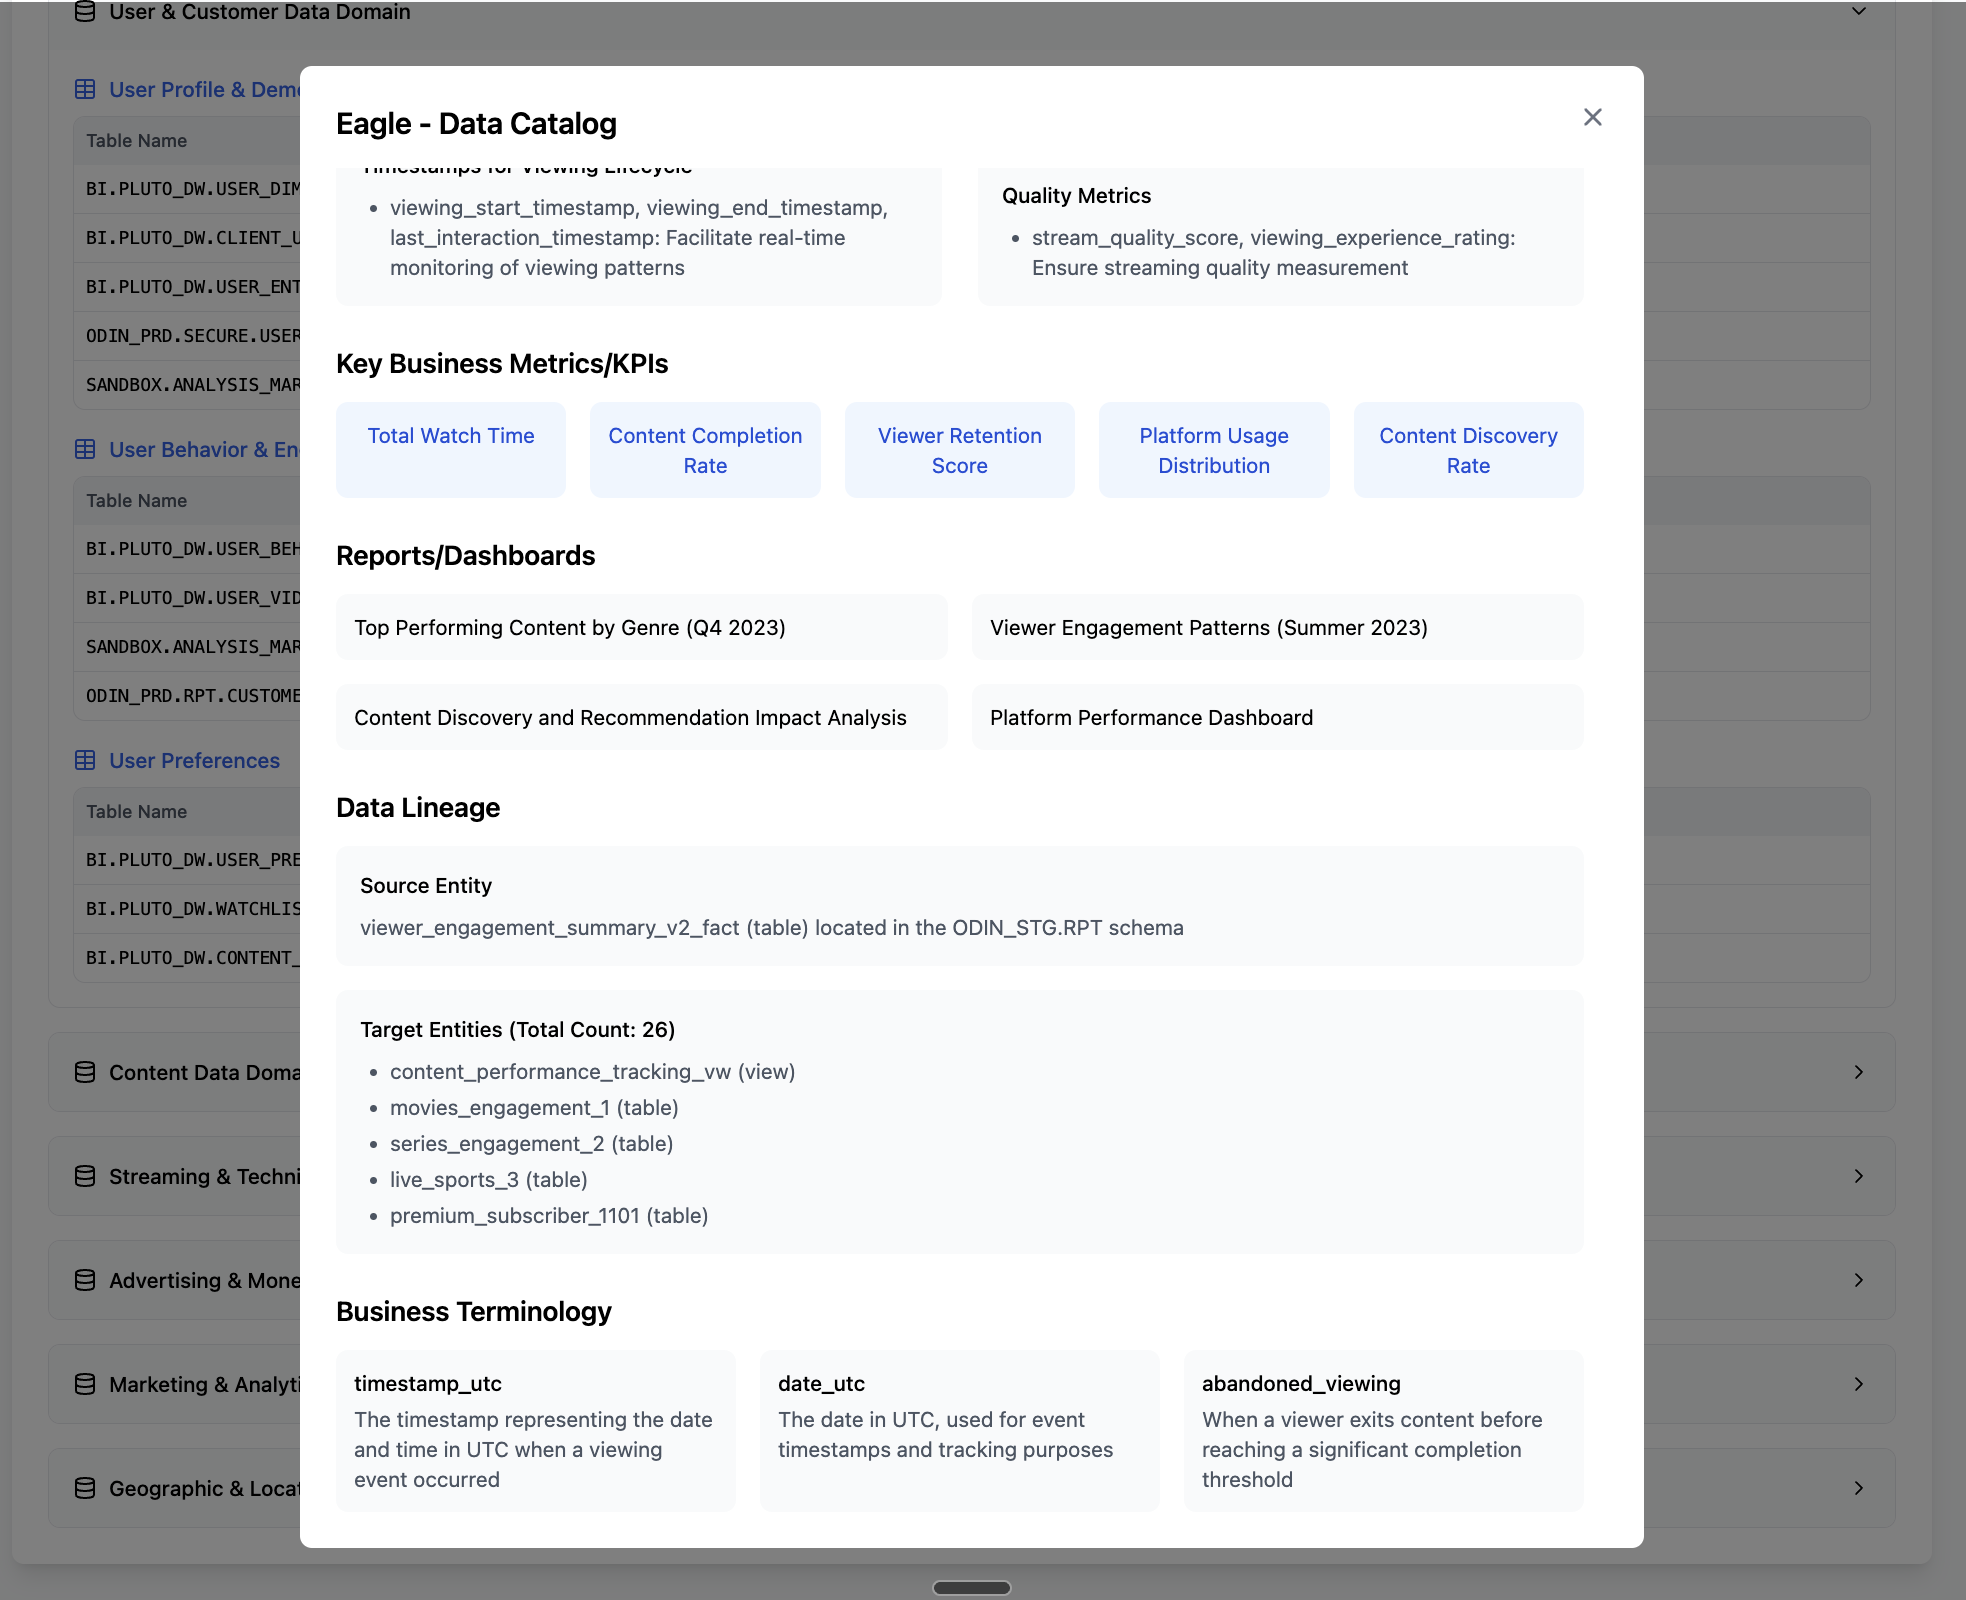 User & Customer Data Domain
User Profile &
Table Name
BI.PLUTO_DW.USER_DIM
BI.PLUTO_DW.CLIENT_U
BI.PLUTO_DW.USER_ENT
ODIN_PRD.SECURE.USER
SANDBOX.ANALYSIS_MAR
User Behavior &
Table Name
BI.PLUTO_DW.USER_BEH
BI.PLUTO_DW.USER_VID
SANDBOX.ANALYSIS_MAR
ODIN_PRD.RPT.CUSTOME
User Preferences
Table Name
BI.PLUTO_DW.USER_PRE
BI.PLUTO_DW.WATCHLIS
BI.PLUTO_DW.CONTENT_
Content Data Doma
Streaming & Techni
Advertising & Mone
Marketing & Analyti
Geographic & Locat
Eagle - Data Catalog
Timestamps for Viewing Lifecycle
viewing_start_timestamp, viewing_end_timestamp,
last_interaction_timestamp: Facilitate real-time
monitoring of viewing patterns
Quality Metrics
stream_quality_score, viewing_experience_rating:
Ensure streaming quality measurement
Key Business Metrics/KPIs
Total Watch Time
Content Completion
Rate
Viewer Retention
Score
Platform Usage
Distribution
Content Discovery
Rate
Reports/Dashboards
Top Performing Content by Genre (Q4 2023)
Viewer Engagement Patterns (Summer 2023)
Content Discovery and Recommendation Impact Analysis
Platform Performance Dashboard
Data Lineage
Source Entity
viewer_engagement_summary_v2_fact (table) located in the ODIN_STG.RPT schema
Target Entities (Total Count: 26)
content_performance_tracking_vw (view)
movies_engagement_1 (table)
series_engagement_2 (table)
live_sports_3 (table)
premium_subscriber_1101 (table)
Business Terminology
timestamp_utc
The timestamp representing the date
and time in UTC when a viewing
event occurred
date_utc
The date in UTC, used for event
timestamps and tracking purposes
abandoned_viewing
When a viewer exits content before
reaching a significant completion
threshold